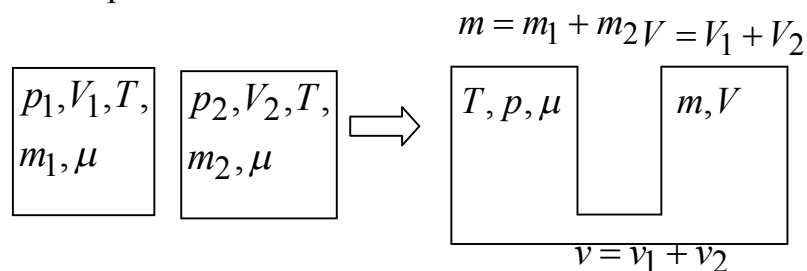 m = m₁ + m₂ V = V₁ + V₂
p₁, V₁, T,
m₁, μ
p₂, V₂, T,
m₂, μ
T, p, μ
m, V
ν = ν₁ + ν₂